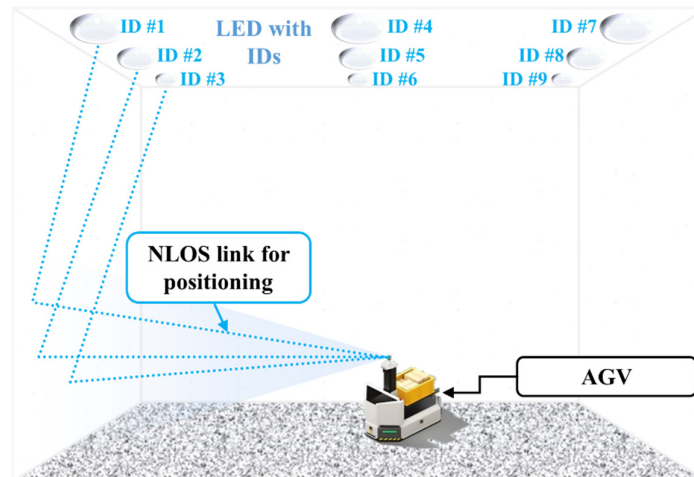 ID #1
LED with
IDs
ID #4
ID #7
ID #2
ID #5
ID #8
ID #3
ID #6
ID #9
NLOS link for
positioning
AGV